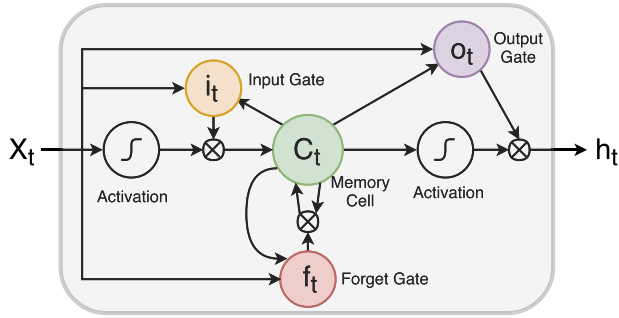 Output
Gate
oₜ
iₜ
Input Gate
Xₜ
Cₜ
hₜ
Activation
Memory
Cell
Activation
fₜ
Forget Gate